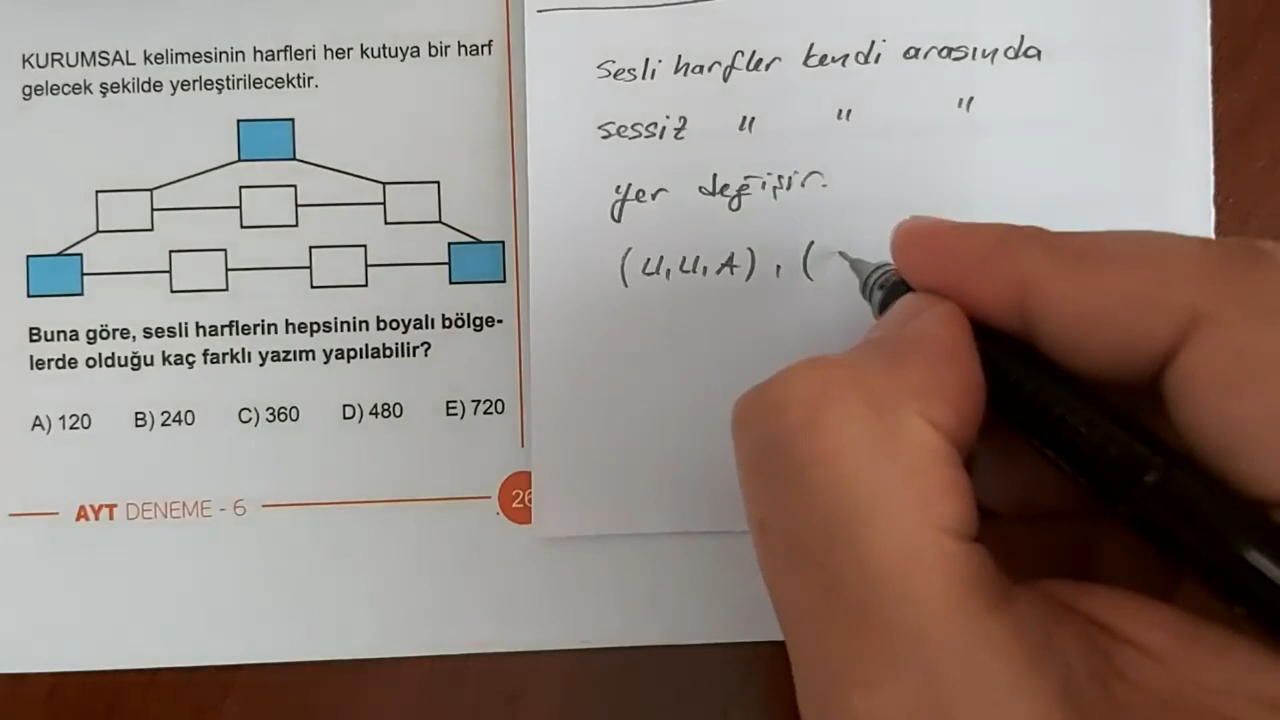 KURUMSAL kelimesinin harfleri her kutuya bir harf
gelecek şekilde yerleştirilecektir.
Buna göre, sesli harflerin hepsinin boyalı bölge-
lerde olduğu kaç farklı yazım yapılabilir?
A) 120 B) 240 C) 360 D) 480 E) 720
AYT DENEME - 6
26
Sesli harfler kendi arasında
sessiz " " "
yer değişir.
(U, U, A), (